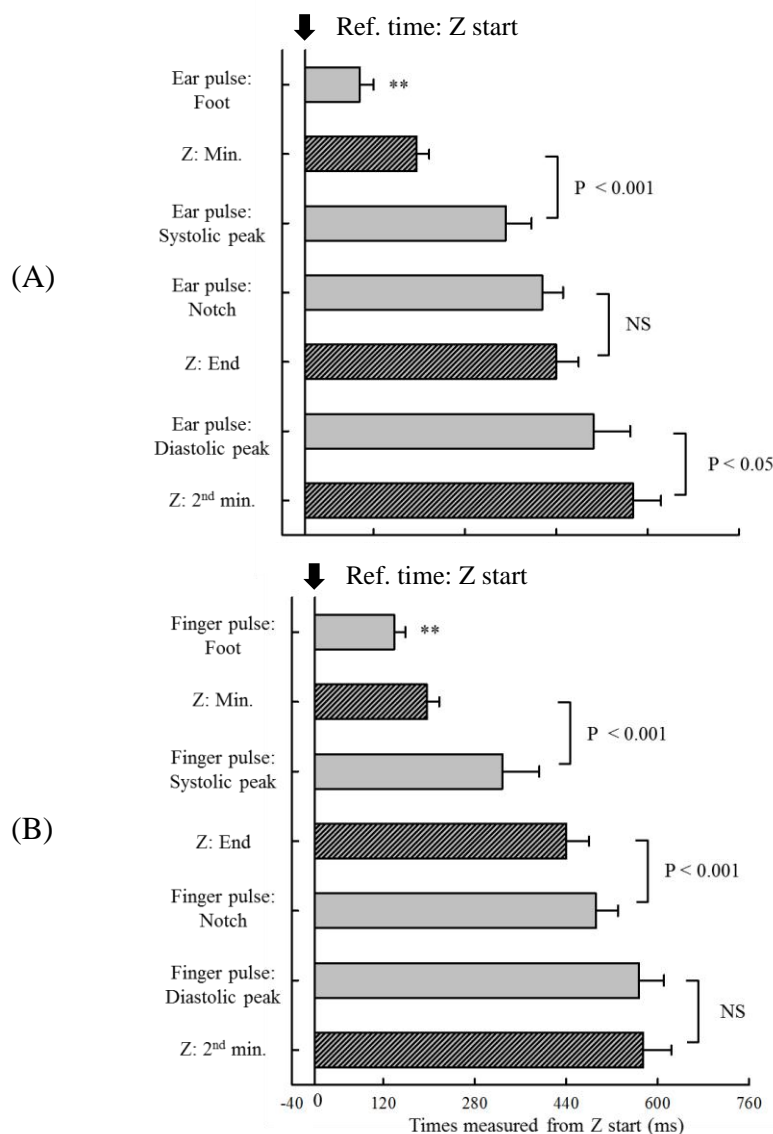 Ref. time: Z start
Ear pulse:
Foot
**
Z: Min.
P < 0.001
Ear pulse:
Systolic peak
(A)
Ear pulse:
Notch
NS
Z: End
Ear pulse:
Diastolic peak
P < 0.05
Z: 2nd min.
Ref. time: Z start
Finger pulse:
Foot
**
Z: Min.
P < 0.001
Finger pulse:
Systolic peak
(B)
Z: End
P < 0.001
Finger pulse:
Notch
Finger pulse:
Diastolic peak
NS
Z: 2nd min.
-40 0 120 280 440 600 760
Times measured from Z start (ms)